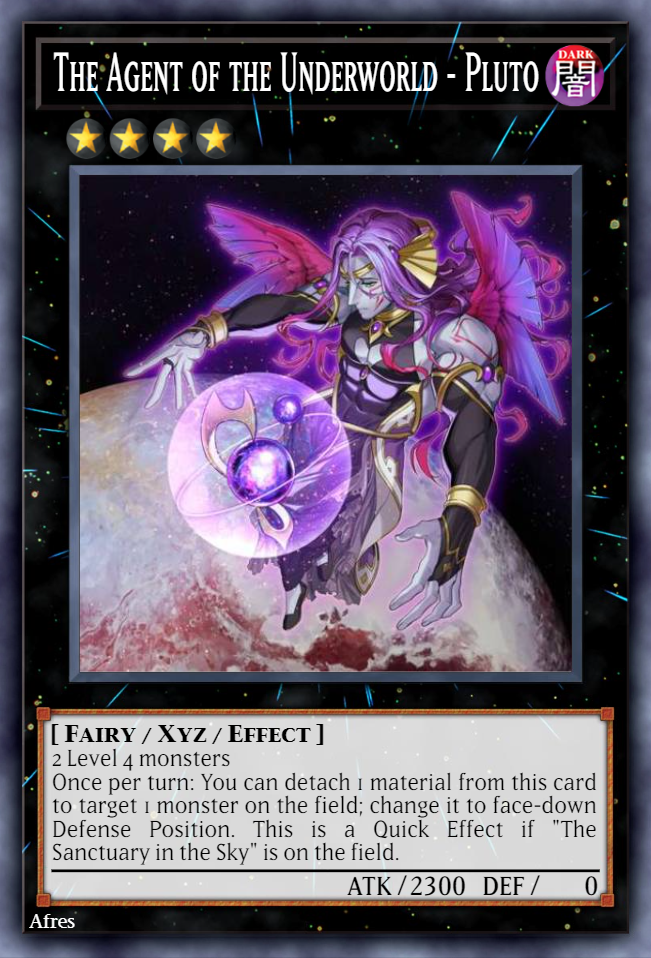 The Agent of the Underworld - Pluto
DARK
闇
[ Fairy / Xyz / Effect ]
2 Level 4 monsters
Once per turn: You can detach 1 material from this card
to target 1 monster on the field; change it to face-down
Defense Position. This is a Quick Effect if "The
Sanctuary in the Sky" is on the field.
ATK / 2300 DEF / 0
Afres